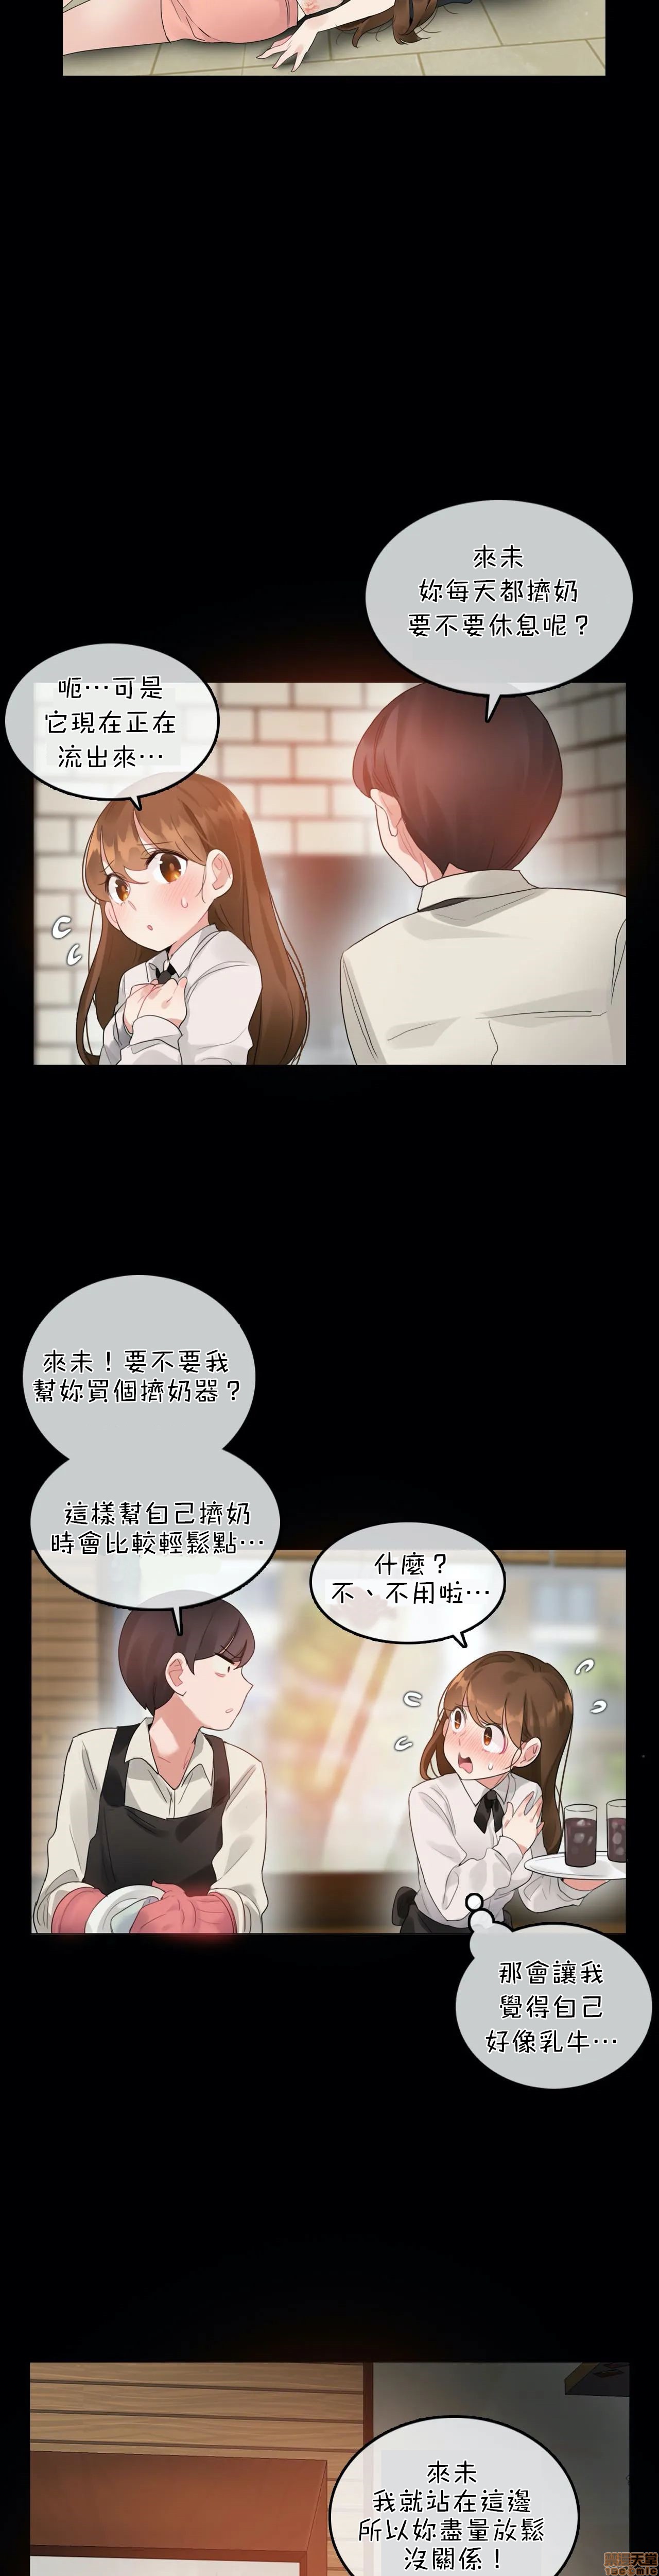 來未
妳每天都擠奶
要不要休息呢？
呃⋯可是
它現在正在
流出來⋯
來未！要不要我
幫妳買個擠奶器？
這樣幫自己擠奶
時會比較輕鬆點⋯
什麼？
不、不用啦⋯
那會讓我
覺得自己
好像乳牛⋯
來未
我就站在這邊
所以妳盡量放鬆
沒關係！